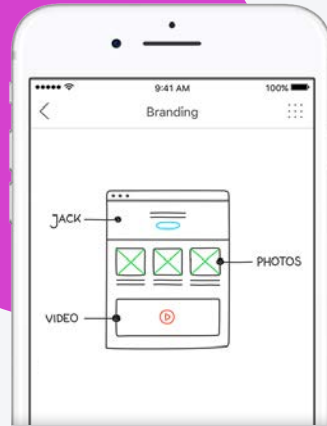 9:41 AM
100%
Branding
JACK
PHOTOS
VIDEO